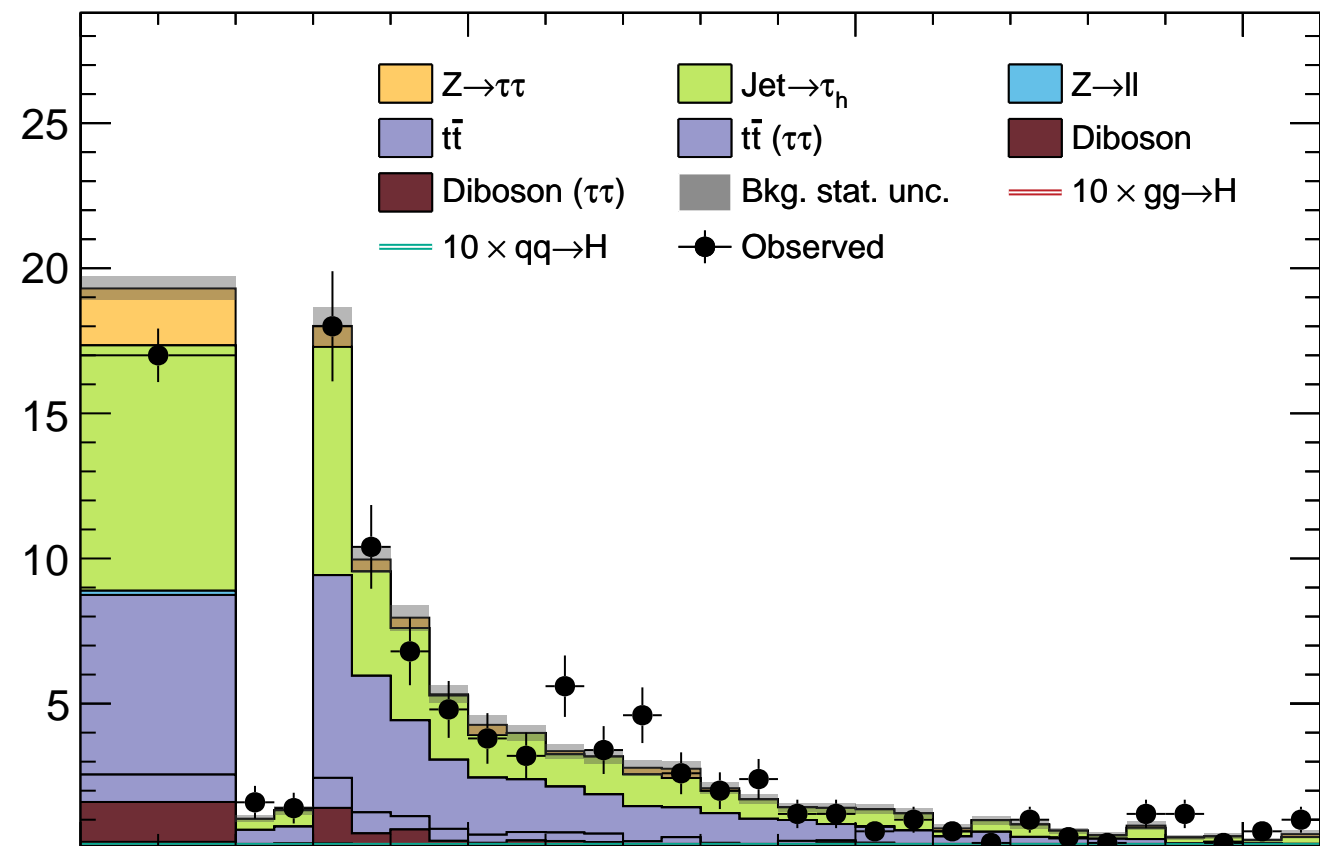 Z→ττ Jet→τh Z→ll
tt̄ tt̄ (ττ) Diboson
Diboson (ττ) Bkg. stat. unc. 10 × gg→H
10 × qq→H Observed
25
20
15
10
5